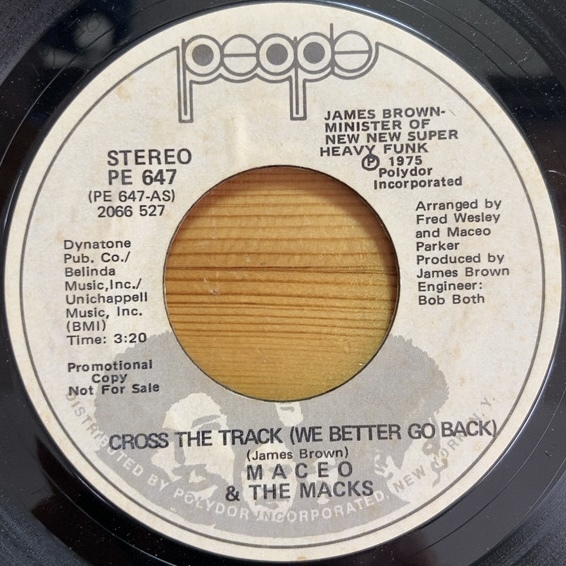 people
JAMES BROWN-
MINISTER OF
NEW NEW SUPER
HEAVY FUNK
Ⓟ 1975
Polydor
Incorporated
STEREO
PE 647
(PE 647-AS)
2066 527
Arranged by
Fred Wesley
and Maceo
Parker
Produced by
James Brown
Engineer:
Bob Both
Dynatone
Pub. Co./
Belinda
Music,Inc./
Unichappell
Music, Inc.
(BMI)
Time: 3:20
Promotional
Copy
Not For Sale
CROSS THE TRACK (WE BETTER GO BACK)
(James Brown)
MACEO
& THE MACKS
DISTRIBUTED BY POLYDOR INCORPORATED, NEW YORK, N.Y.